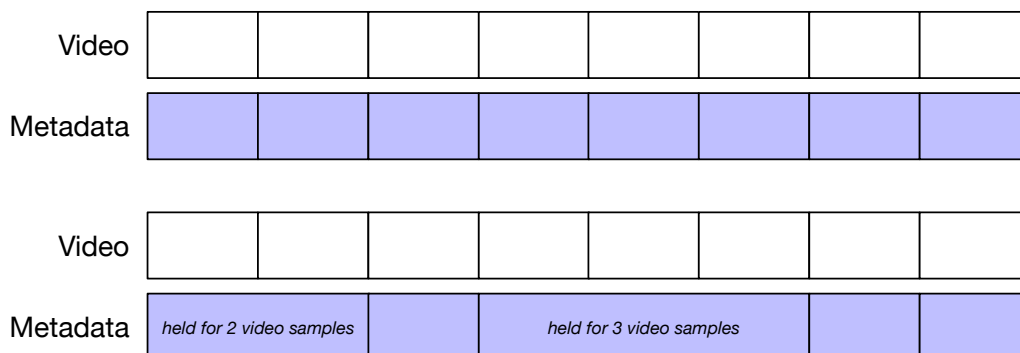 Video
Metadata
Video
Metadata
held for 2 video samples
held for 3 video samples